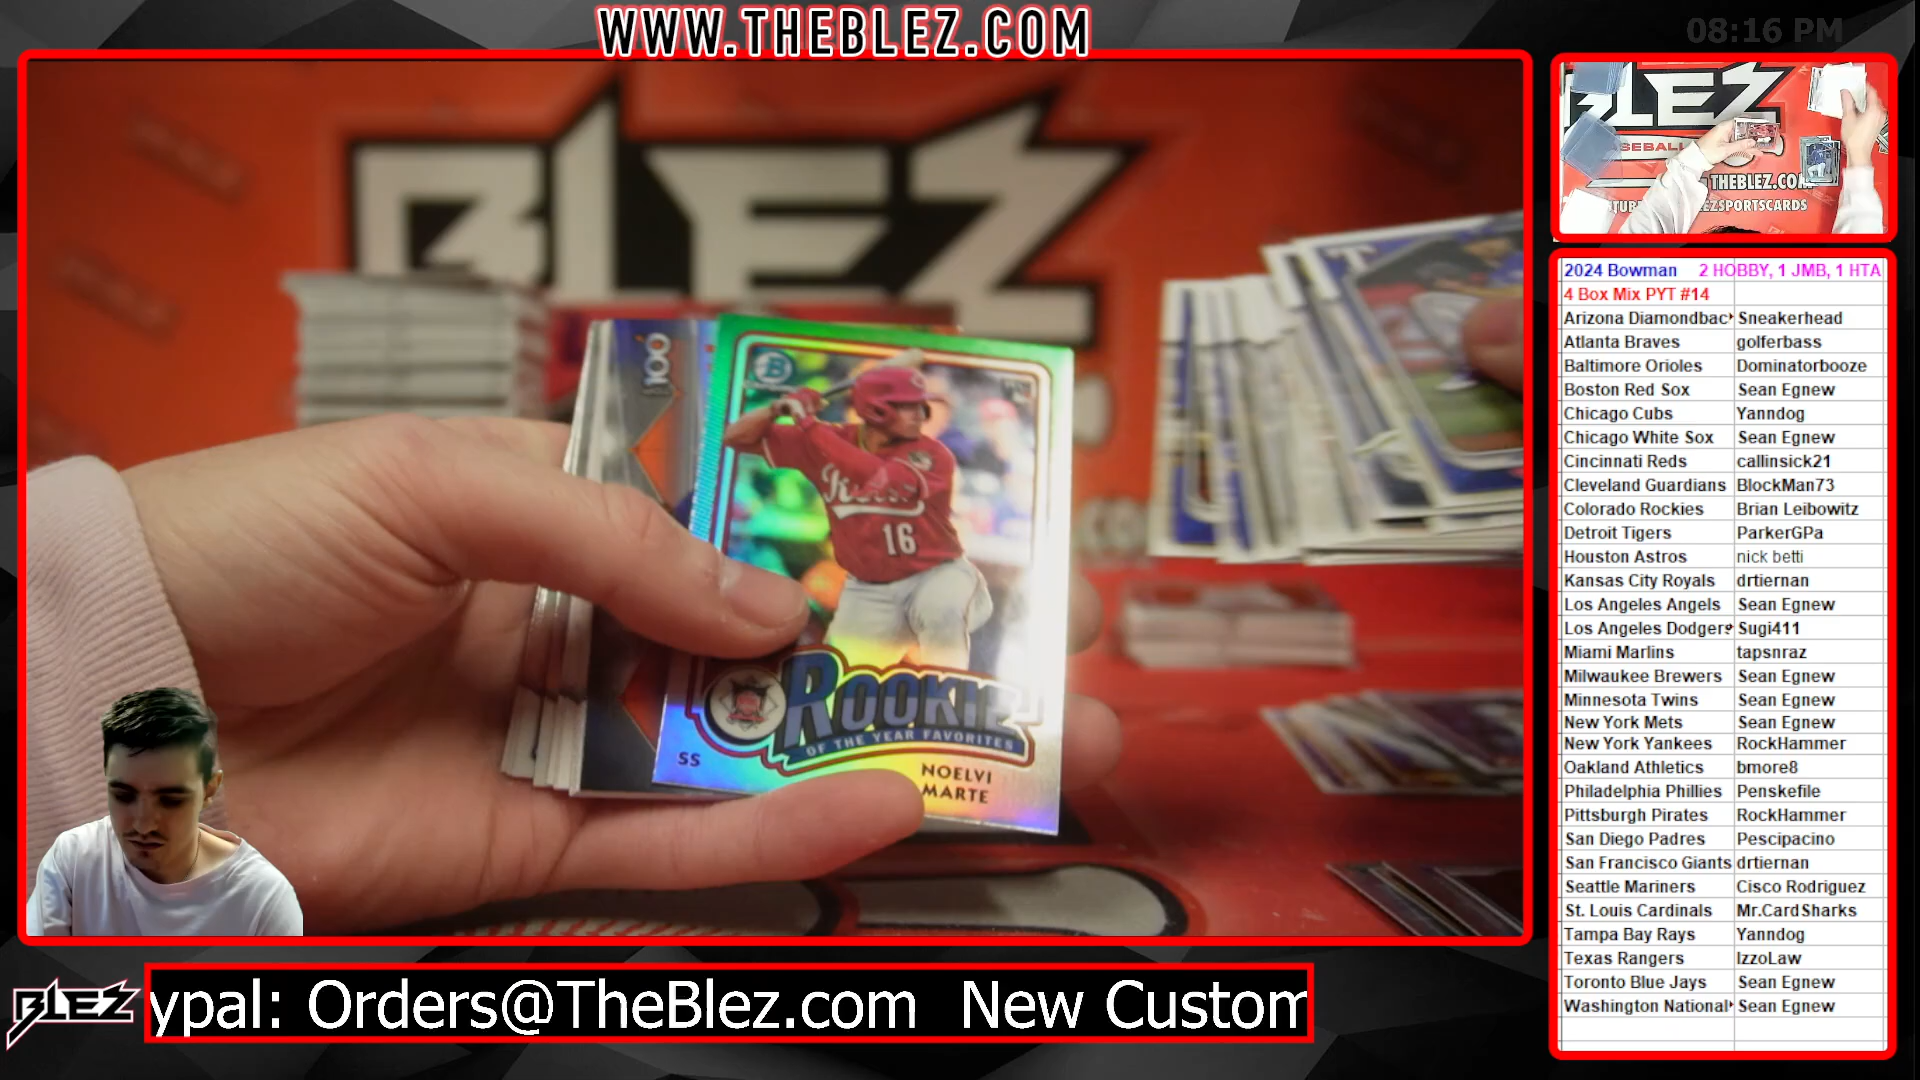 WWW.THEBLEZ.COM
08:16 PM
BLEZ
100
B
16
ROOKIE
OF THE YEAR FAVORITES
SS
NOELVI
MARTE
BLEZ
BASEBALL
THEBLEZ.COM
EZSPORTSCARDS
2024 Bowman 2 HOBBY, 1 JMB, 1 HTA
4 Box Mix PYT #14
Arizona Diamondbac Sneakerhead
Atlanta Braves golferbass
Baltimore Orioles Dominatorbooze
Boston Red Sox Sean Egnew
Chicago Cubs Yanndog
Chicago White Sox Sean Egnew
Cincinnati Reds callinsick21
Cleveland Guardians BlockMan73
Colorado Rockies Brian Leibowitz
Detroit Tigers ParkerGPa
Houston Astros nick betti
Kansas City Royals drtiernan
Los Angeles Angels Sean Egnew
Los Angeles Dodgers Sugi411
Miami Marlins tapsnraz
Milwaukee Brewers Sean Egnew
Minnesota Twins Sean Egnew
New York Mets Sean Egnew
New York Yankees RockHammer
Oakland Athletics bmore8
Philadelphia Phillies Penskefile
Pittsburgh Pirates RockHammer
San Diego Padres Pescipacino
San Francisco Giants drtiernan
Seattle Mariners Cisco Rodriguez
St. Louis Cardinals Mr.CardSharks
Tampa Bay Rays Yanndog
Texas Rangers IzzoLaw
Toronto Blue Jays Sean Egnew
Washington National Sean Egnew
BLEZ
ypal: Orders@TheBlez.com New Custom